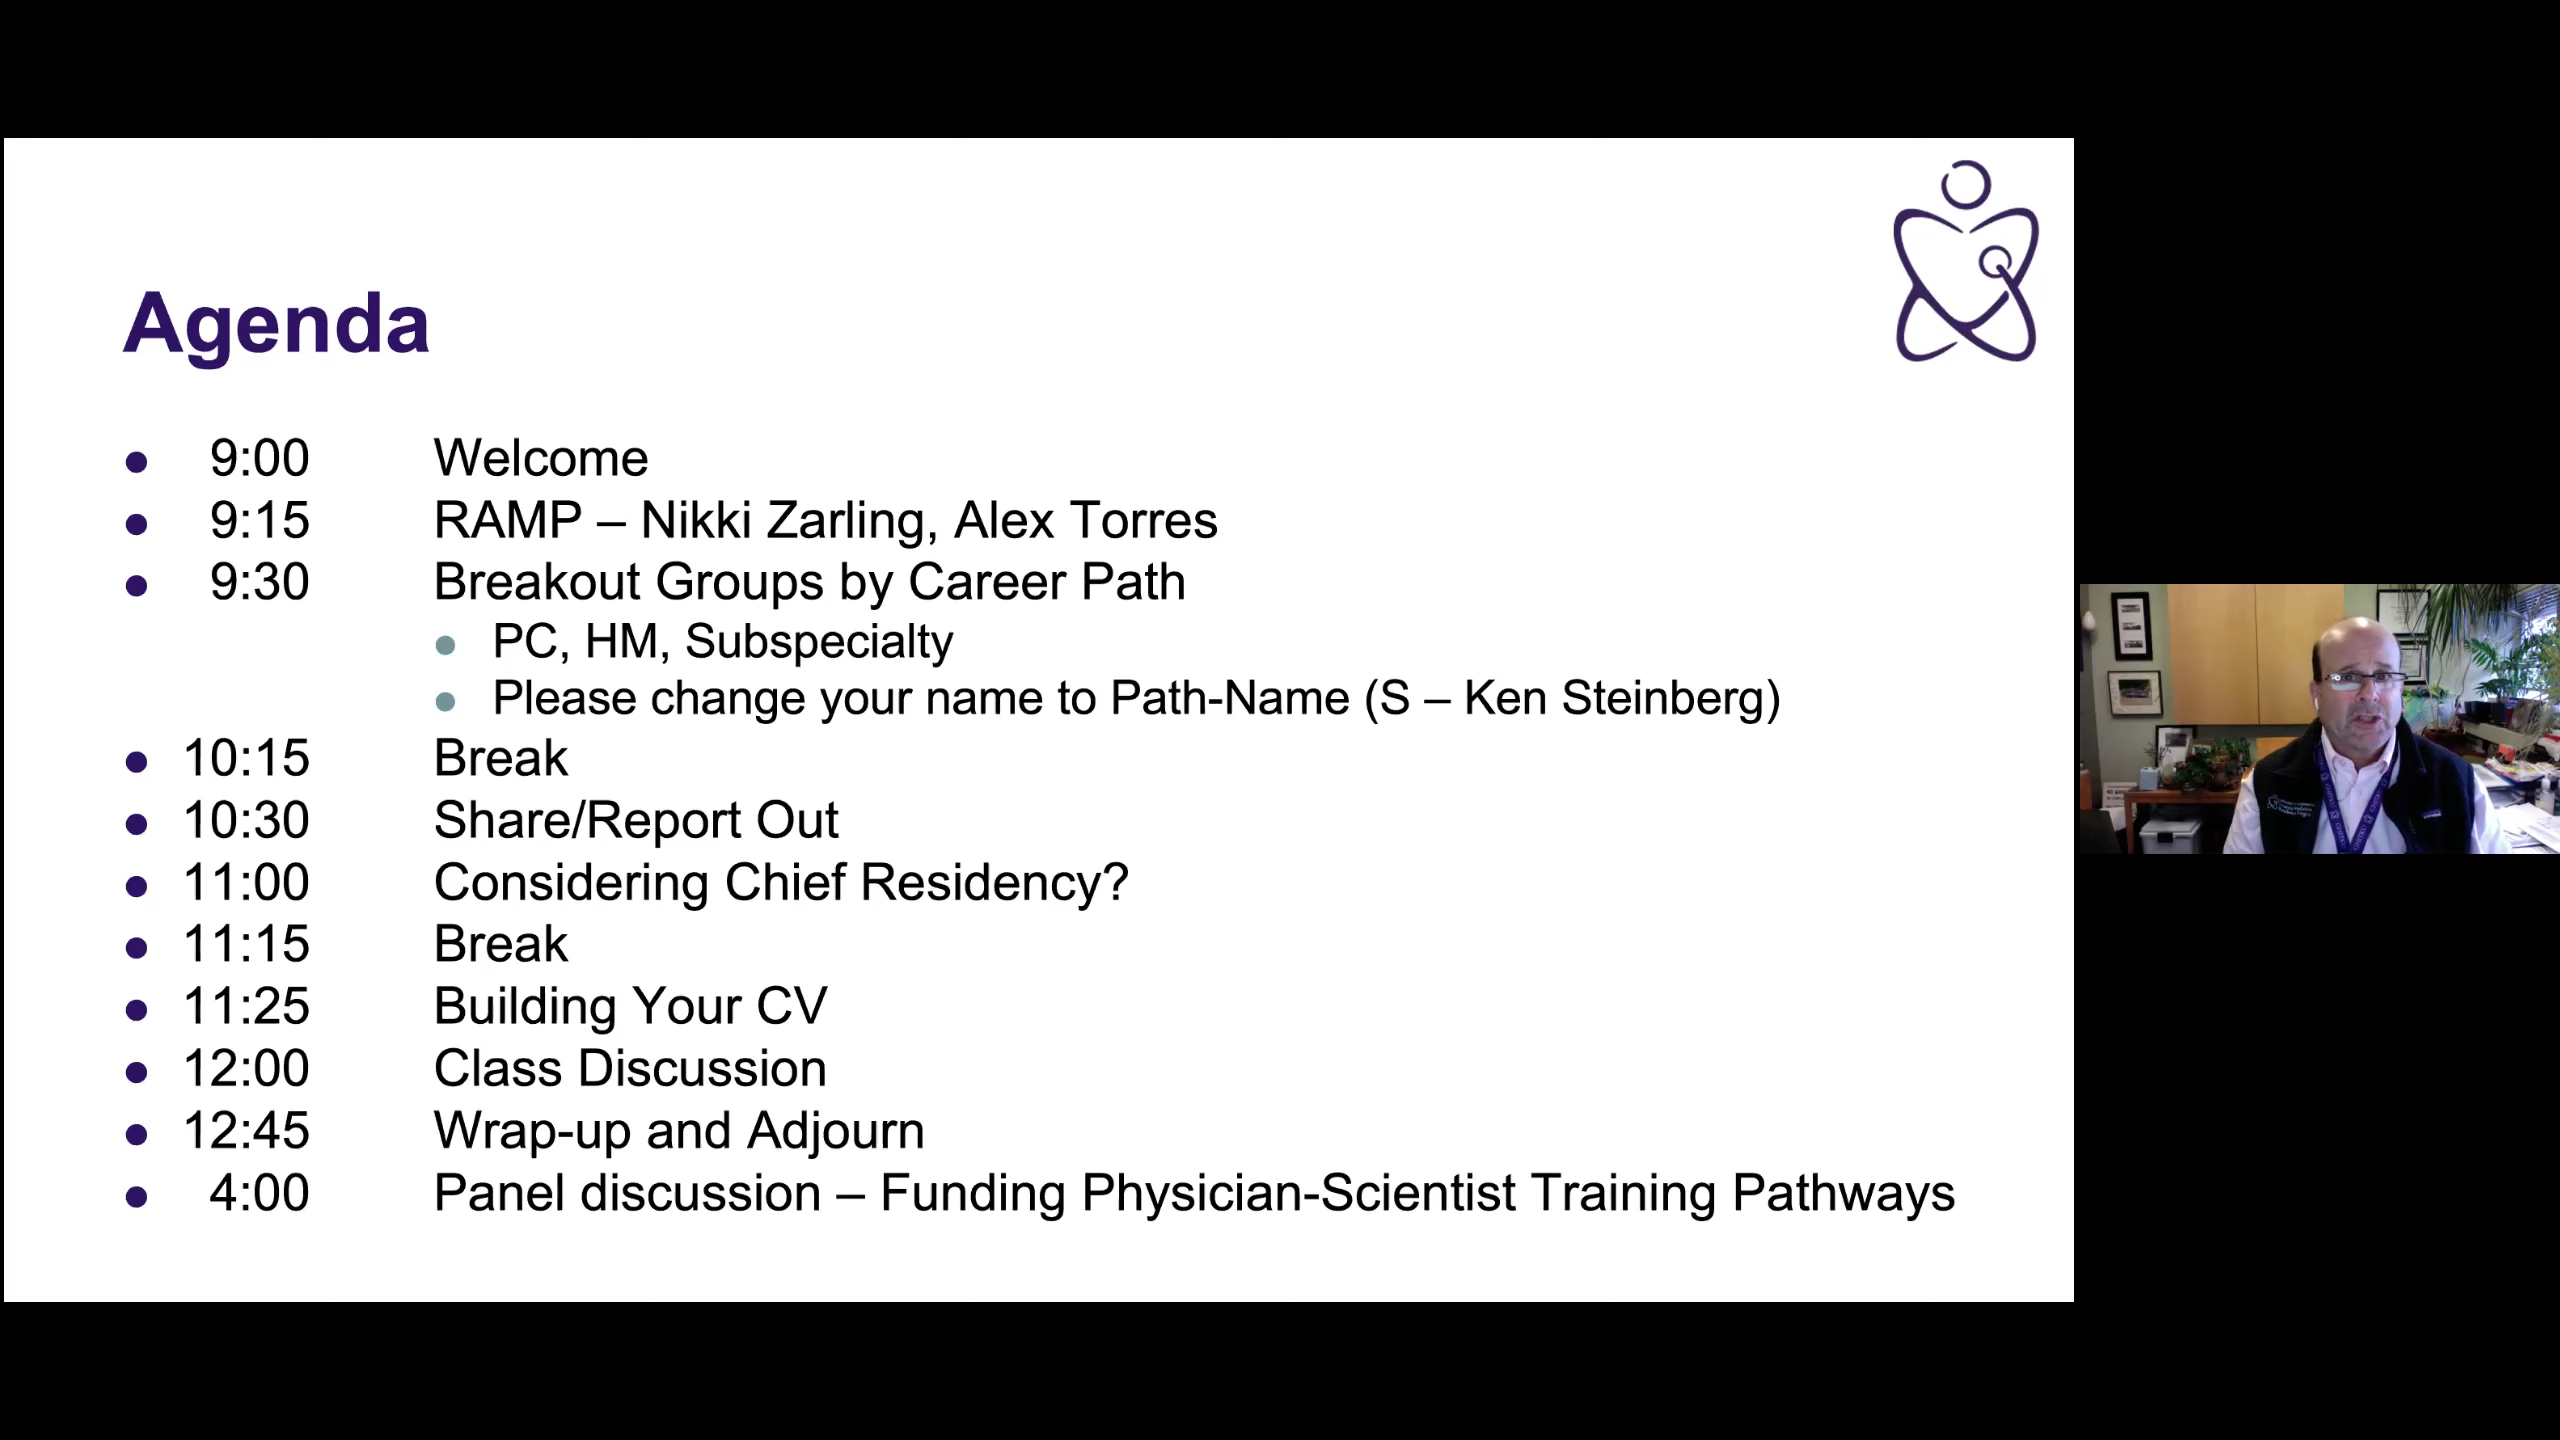 Agenda
9:00 Welcome
9:15 RAMP – Nikki Zarling, Alex Torres
9:30 Breakout Groups by Career Path
PC, HM, Subspecialty
Please change your name to Path-Name (S – Ken Steinberg)
10:15 Break
10:30 Share/Report Out
11:00 Considering Chief Residency?
11:15 Break
11:25 Building Your CV
12:00 Class Discussion
12:45 Wrap-up and Adjourn
4:00 Panel discussion – Funding Physician-Scientist Training Pathways